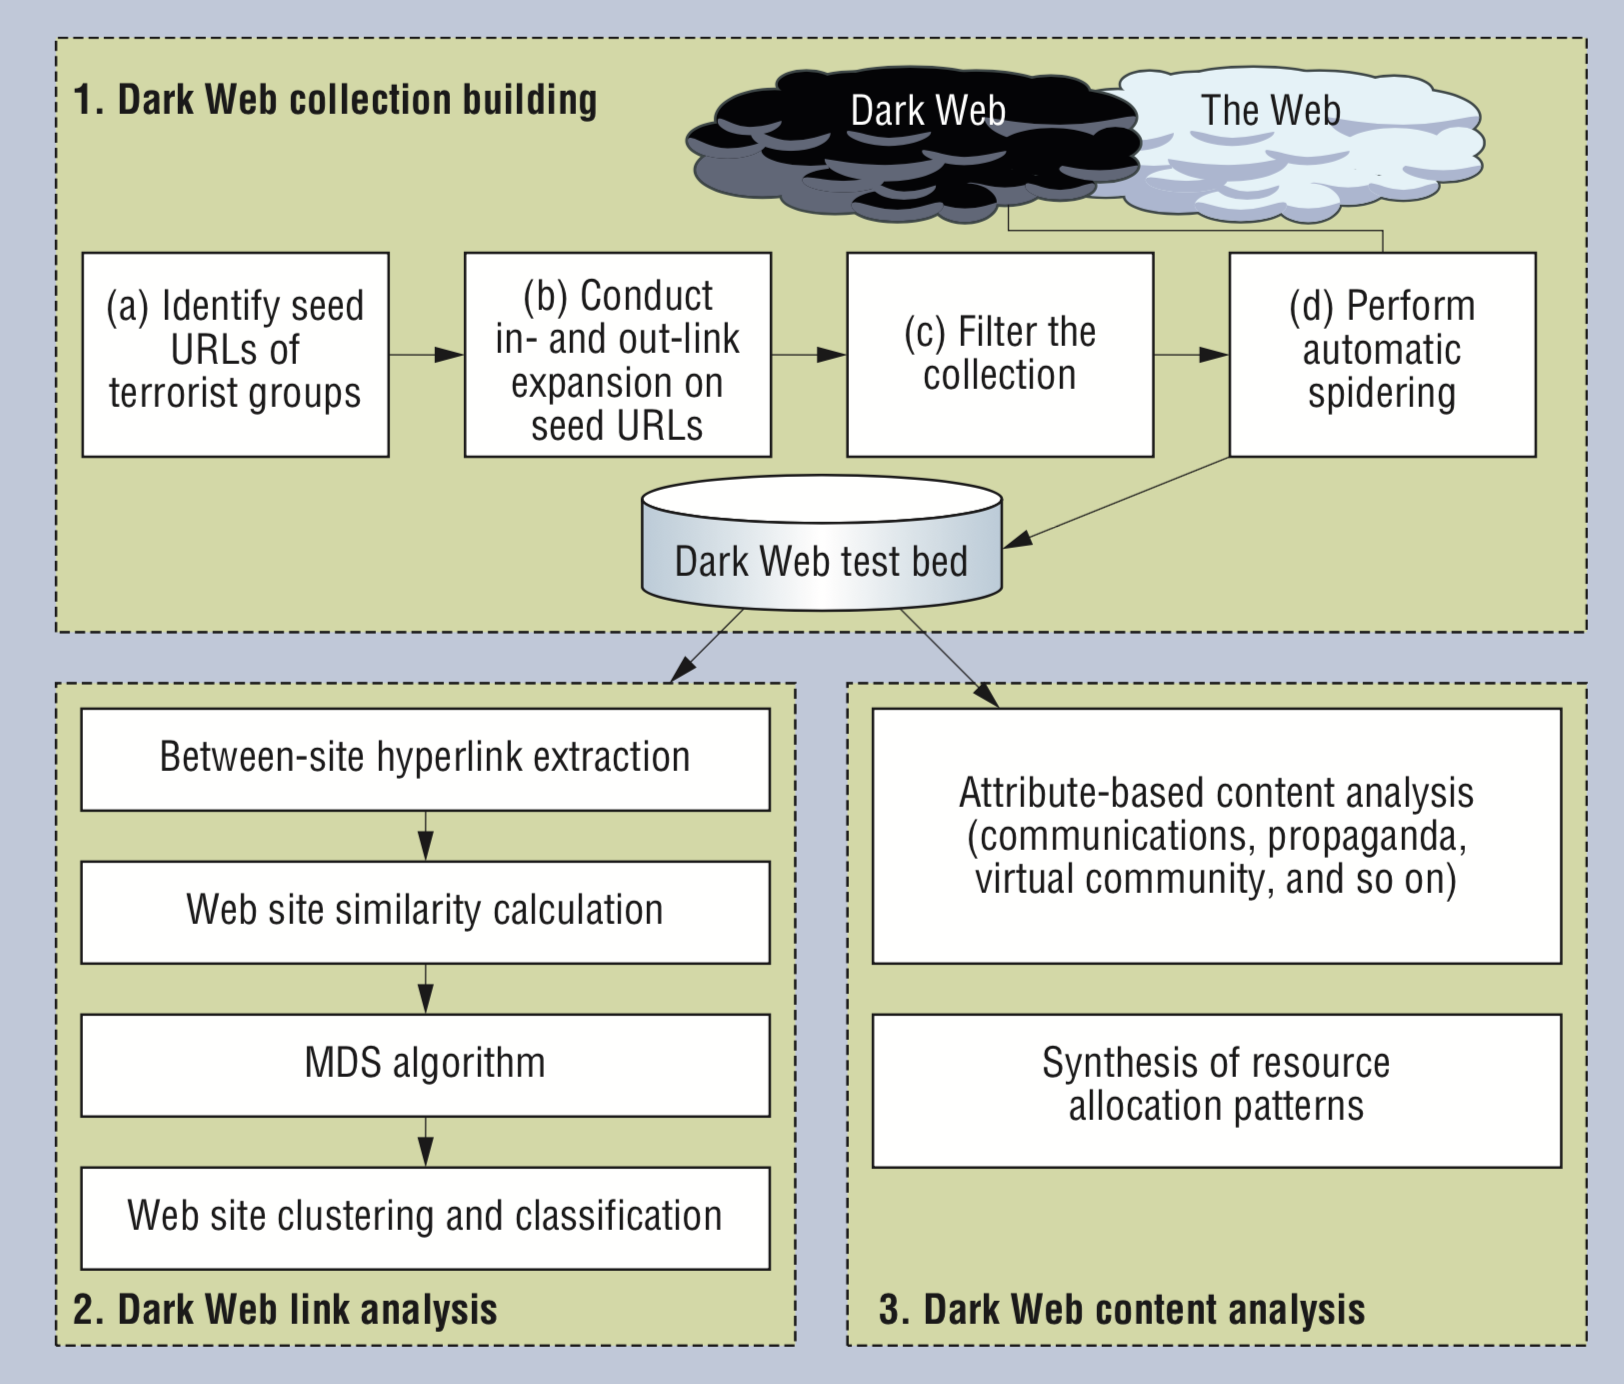 1. Dark Web collection building
Dark Web
The Web
(a) Identify seed
URLs of
terrorist groups
(b) Conduct
in- and out-link
expansion on
seed URLs
(c) Filter the
collection
(d) Perform
automatic
spidering
Dark Web test bed
Between-site hyperlink extraction
Web site similarity calculation
MDS algorithm
Web site clustering and classification
2. Dark Web link analysis
Attribute-based content analysis
(communications, propaganda,
virtual community, and so on)
Synthesis of resource
allocation patterns
3. Dark Web content analysis